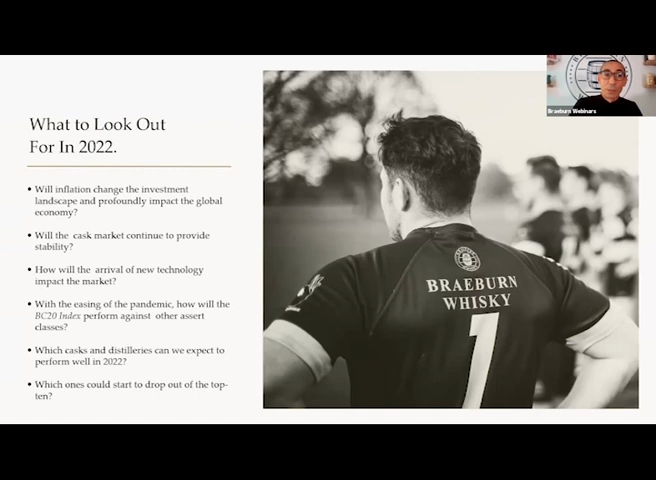 What to Look Out
For In 2022.
• Will inflation change the investment
landscape and profoundly impact the global
economy?
• Will the cask market continue to provide
stability?
• How will the arrival of new technology
impact the market?
• With the easing of the pandemic, how will the
BC20 Index perform against other assert
classes?
• Which casks and distilleries can we expect to
perform well in 2022?
• Which ones could start to drop out of the top-
ten?
BRAEBURN
WHISKY
1
Braeburn Webinars